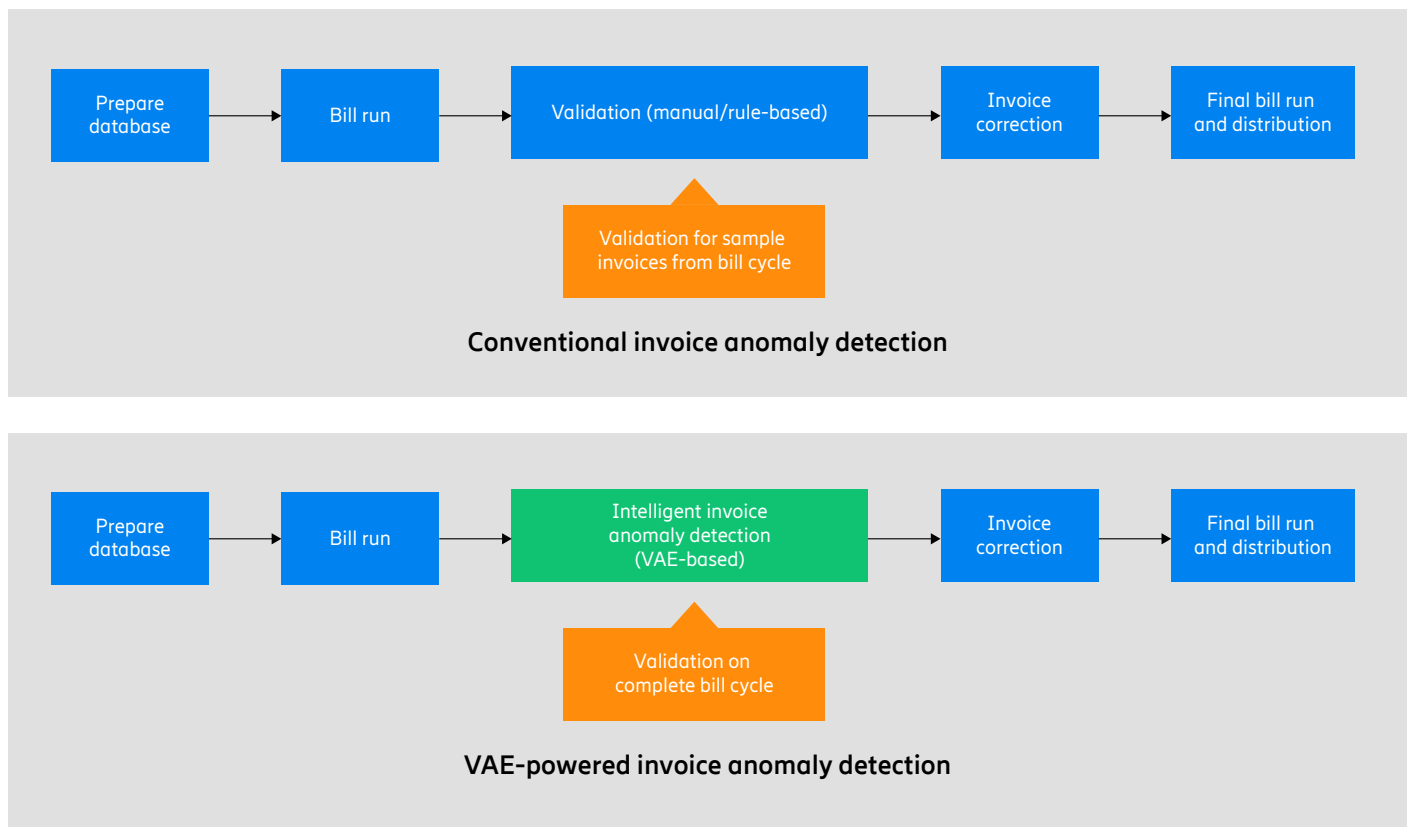 Prepare
database
Bill run
Validation (manual/rule-based)
Invoice
correction
Final bill run
and distribution
Validation for sample
invoices from bill cycle
Conventional invoice anomaly detection
Prepare
database
Bill run
Intelligent invoice
anomaly detection
(VAE-based)
Invoice
correction
Final bill run
and distribution
Validation on
complete bill cycle
VAE-powered invoice anomaly detection